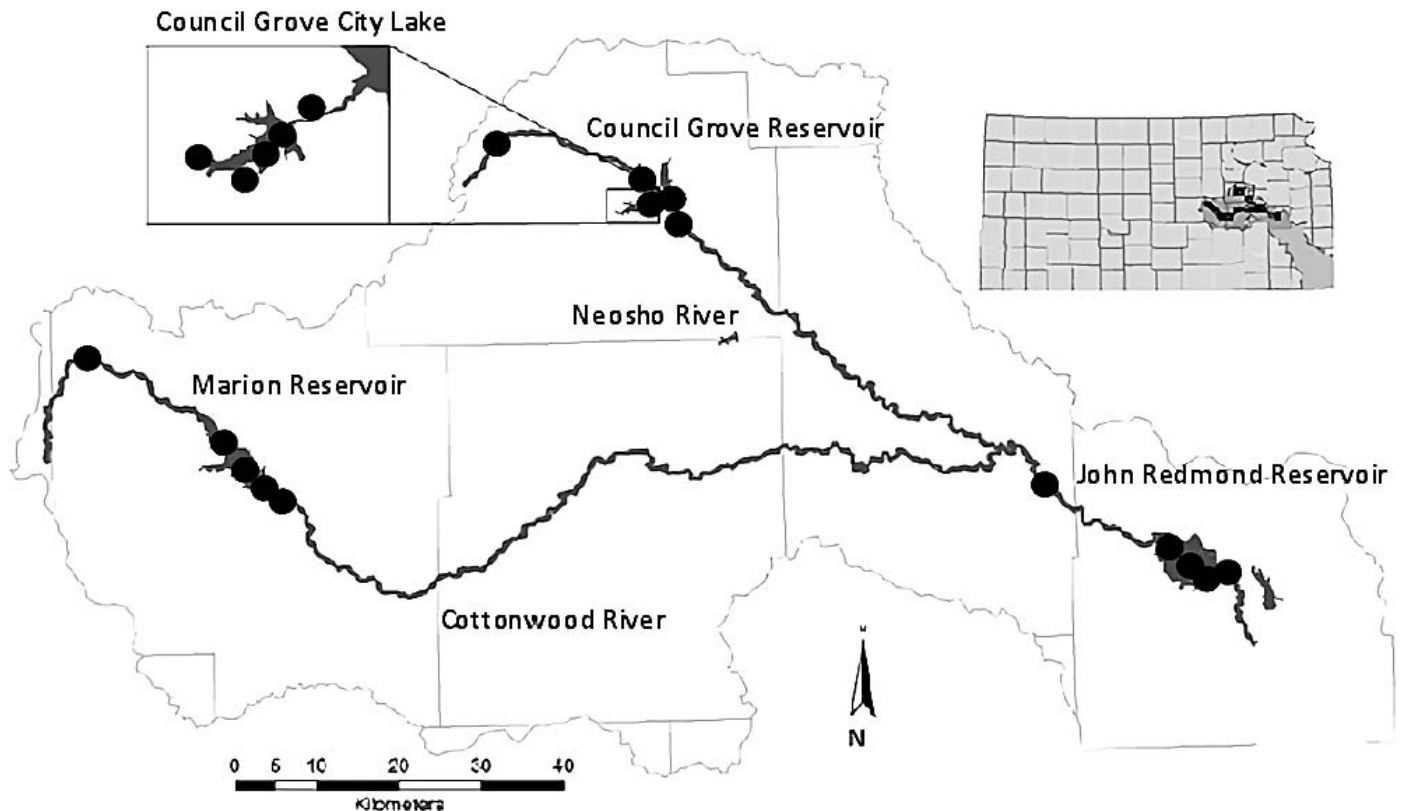 Council Grove City Lake
Council Grove Reservoir
Neosho River
Marion Reservoir
John Redmond Reservoir
Cottonwood River
N
0 5 10 20 30 40
Kilometers